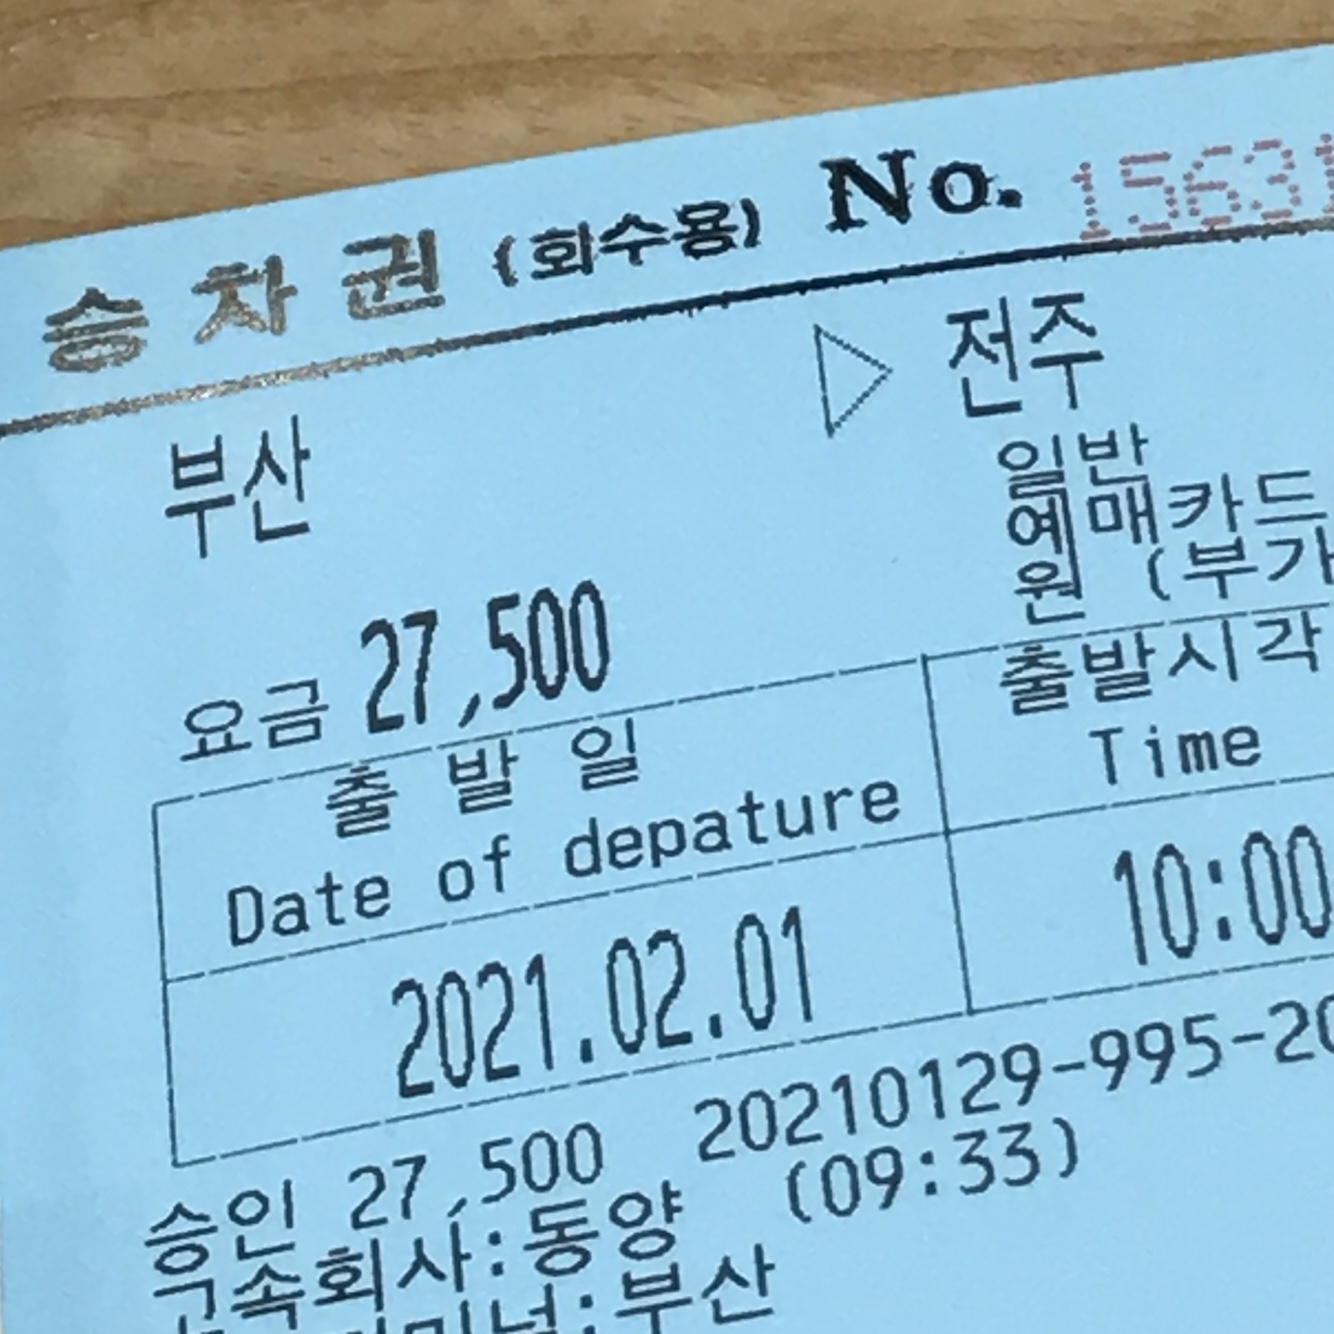 승차권 (회수용) No. 15631
부산 ▷ 전주
일반
예매카드
요금 27,500 원 (부가
출발일 출발시각
Date of depature Time
2021.02.01 10:00
승인 27,500 20210129-995-20
고속회사:동양 (09:33)
부산